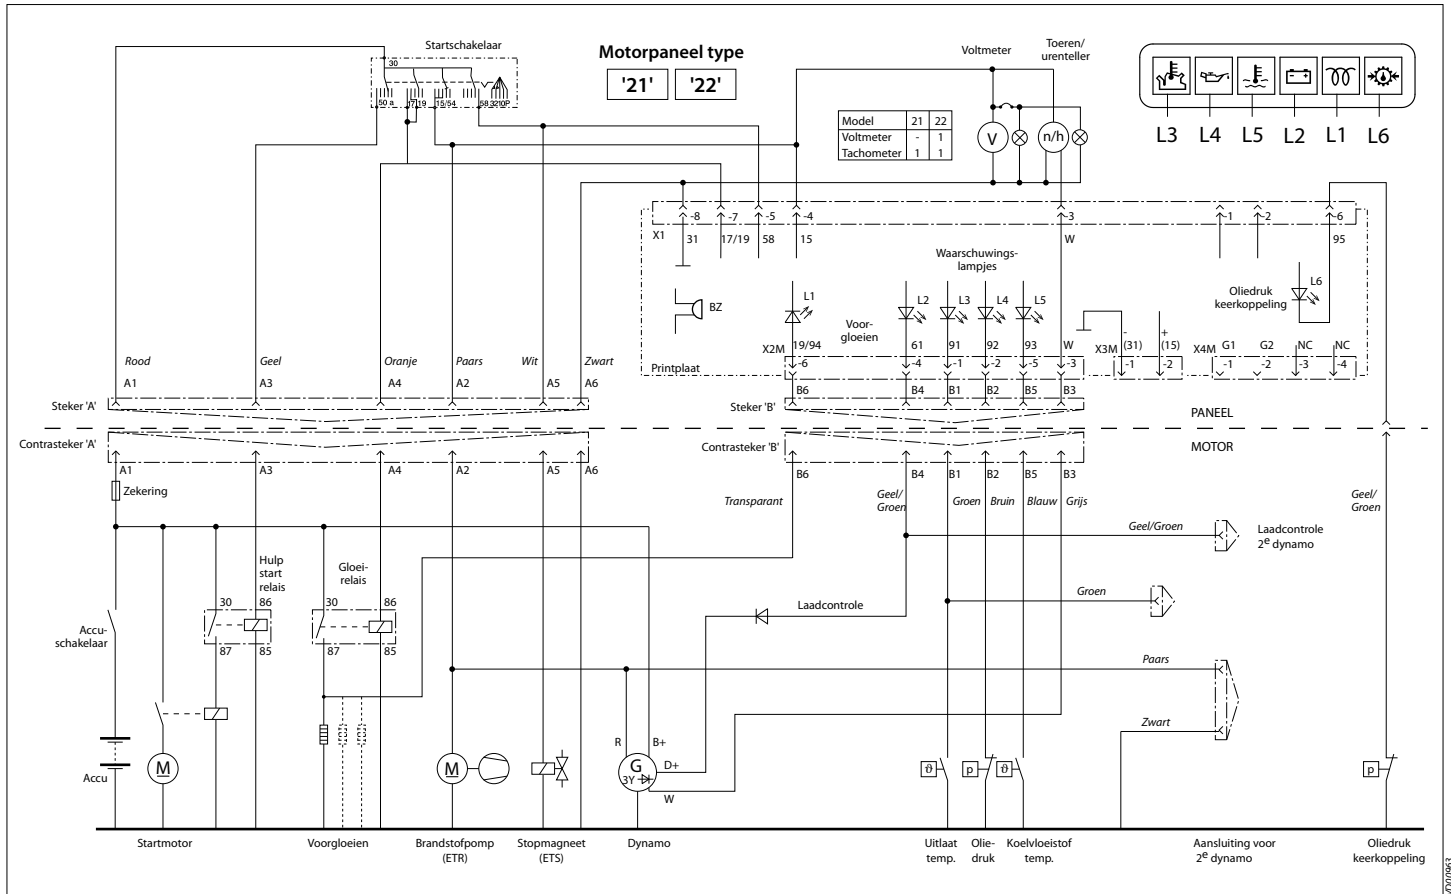 Startschakelaar
30
50 a 17 19 15/54 58 3210P
Motorpaneel type
'21' '22'
Voltmeter
Toeren/
urenteller
Model 21 22
Voltmeter - 1
Tachometer 1 1
V
n/h
L3 L4 L5 L2 L1 L6
-8 -7 -5 -4 -3 -1 -2 -6
X1 31 17/19 58 15 W 95
Waarschuwings-
lampjes
BZ
L1 L2 L3 L4 L5 L6
Voor-
gloeien
Oliedruk
keerkoppeling
X2M 19/94 61 91 92 93 W
-6 -4 -1 -2 -5 -3
X3M - (31) + (15)
-1 -2
X4M G1 G2 NC NC
-1 -2 -3 -4
Printplaat
Rood Geel Oranje Paars Wit Zwart
A1 A3 A4 A2 A5 A6
B6 B4 B1 B2 B5 B3
Steker 'A'
Steker 'B'
PANEEL
Contrasteker 'A'
Contrasteker 'B'
MOTOR
A1 A3 A4 A2 A5 A6
B6 B4 B1 B2 B5 B3
Zekering
Transparant
Geel/
Groen
Groen Bruin Blauw Grijs
Geel/
Groen
Geel/Groen
Laadcontrole
2e dynamo
Hulp
start
relais
Gloei-
relais
30 86
30 86
87 85
87 85
Accu-
schakelaar
Groen
Laadcontrole
Paars
Zwart
R B+
G
3Y
D+
W
M
M
ϑ p ϑ
p
Accu
Startmotor
Voorgloeien
Brandstofpomp
(ETR)
Stopmagneet
(ETS)
Dynamo
Uitlaat
temp.
Olie-
druk
Koelvloeistof
temp.
Aansluiting voor
2e dynamo
Oliedruk
keerkoppeling